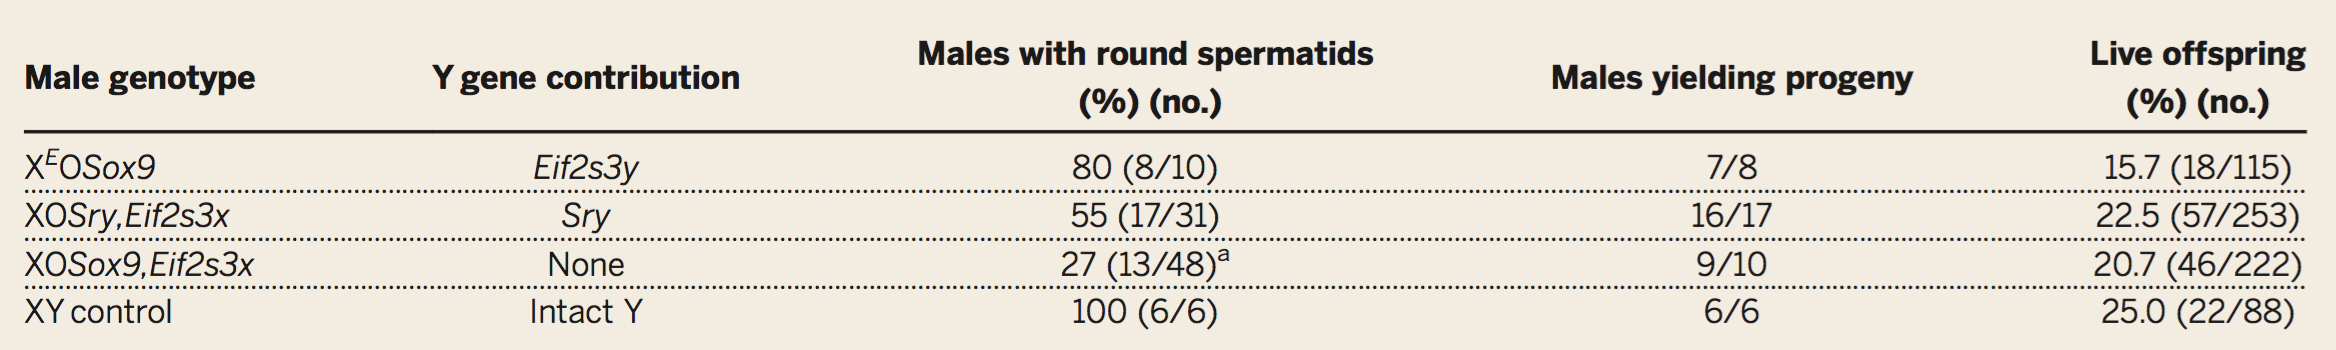 Male genotype Y gene contribution Males with round spermatids (%) (no.) Males yielding progeny Live offspring (%) (no.)
XᴱOSox9 Eif2s3y 80 (8/10) 7/8 15.7 (18/115)
XOSry,Eif2s3x Sry 55 (17/31) 16/17 22.5 (57/253)
XOSox9,Eif2s3x None 27 (13/48)ᵃ 9/10 20.7 (46/222)
XY control Intact Y 100 (6/6) 6/6 25.0 (22/88)